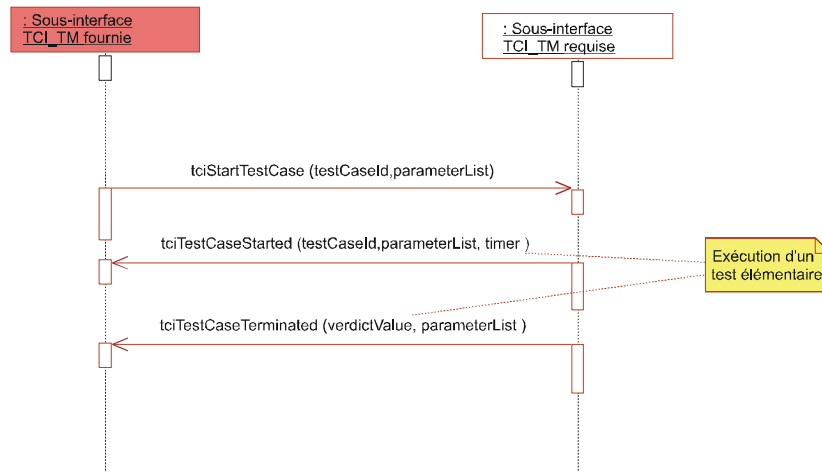 : Sous-interface
TCI_TM fournie
: Sous-interface
TCI_TM requise
tciStartTestCase (testCaseId,parameterList)
tciTestCaseStarted (testCaseId,parameterList, timer )
Exécution d'un
test élémentaire
tciTestCaseTerminated (verdictValue, parameterList )